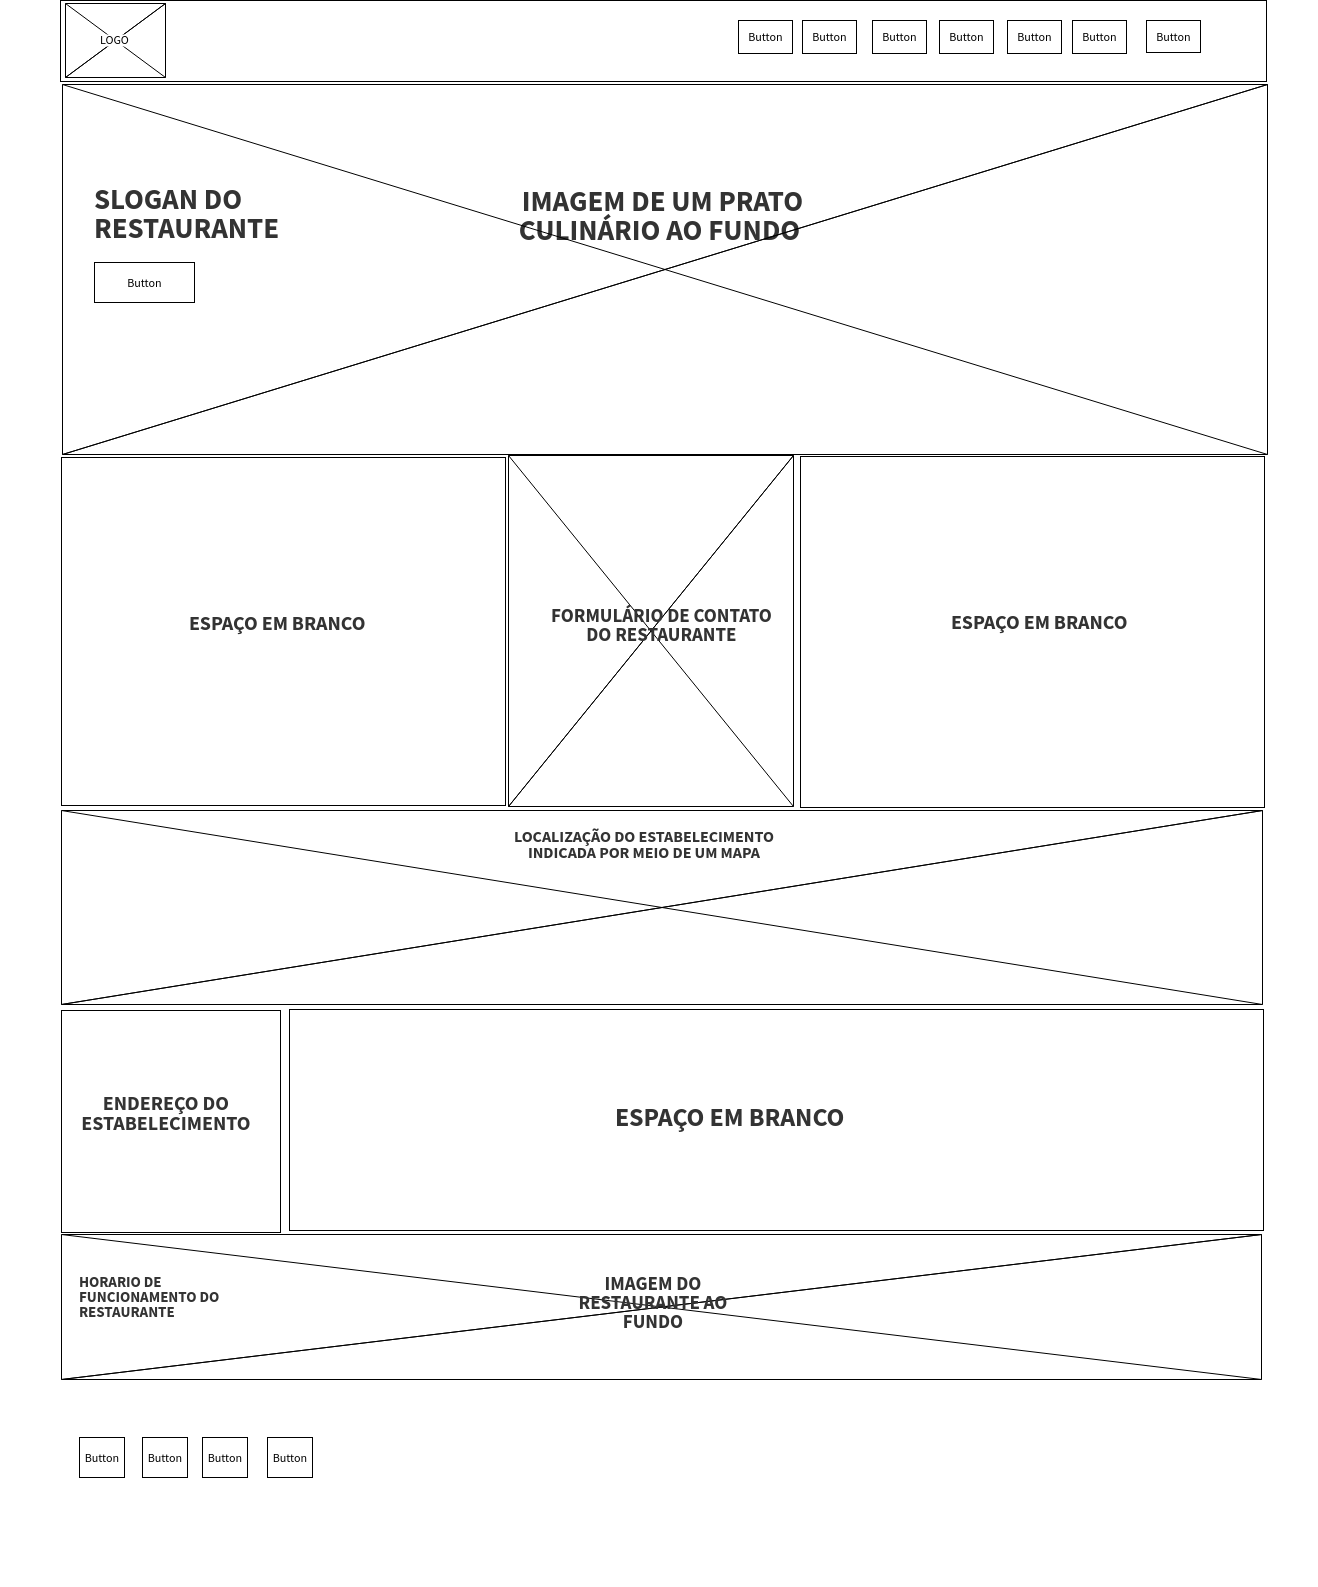 LOGO
Button
Button
Button
Button
Button
Button
Button
SLOGAN DO
RESTAURANTE
Button
IMAGEM DE UM PRATO
CULINÁRIO AO FUNDO
ESPAÇO EM BRANCO
FORMULÁRIO DE CONTATO
DO RESTAURANTE
ESPAÇO EM BRANCO
LOCALIZAÇÃO DO ESTABELECIMENTO
INDICADA POR MEIO DE UM MAPA
ENDEREÇO DO
ESTABELECIMENTO
ESPAÇO EM BRANCO
HORARIO DE
FUNCIONAMENTO DO
RESTAURANTE
IMAGEM DO
RESTAURANTE AO
FUNDO
Button
Button
Button
Button